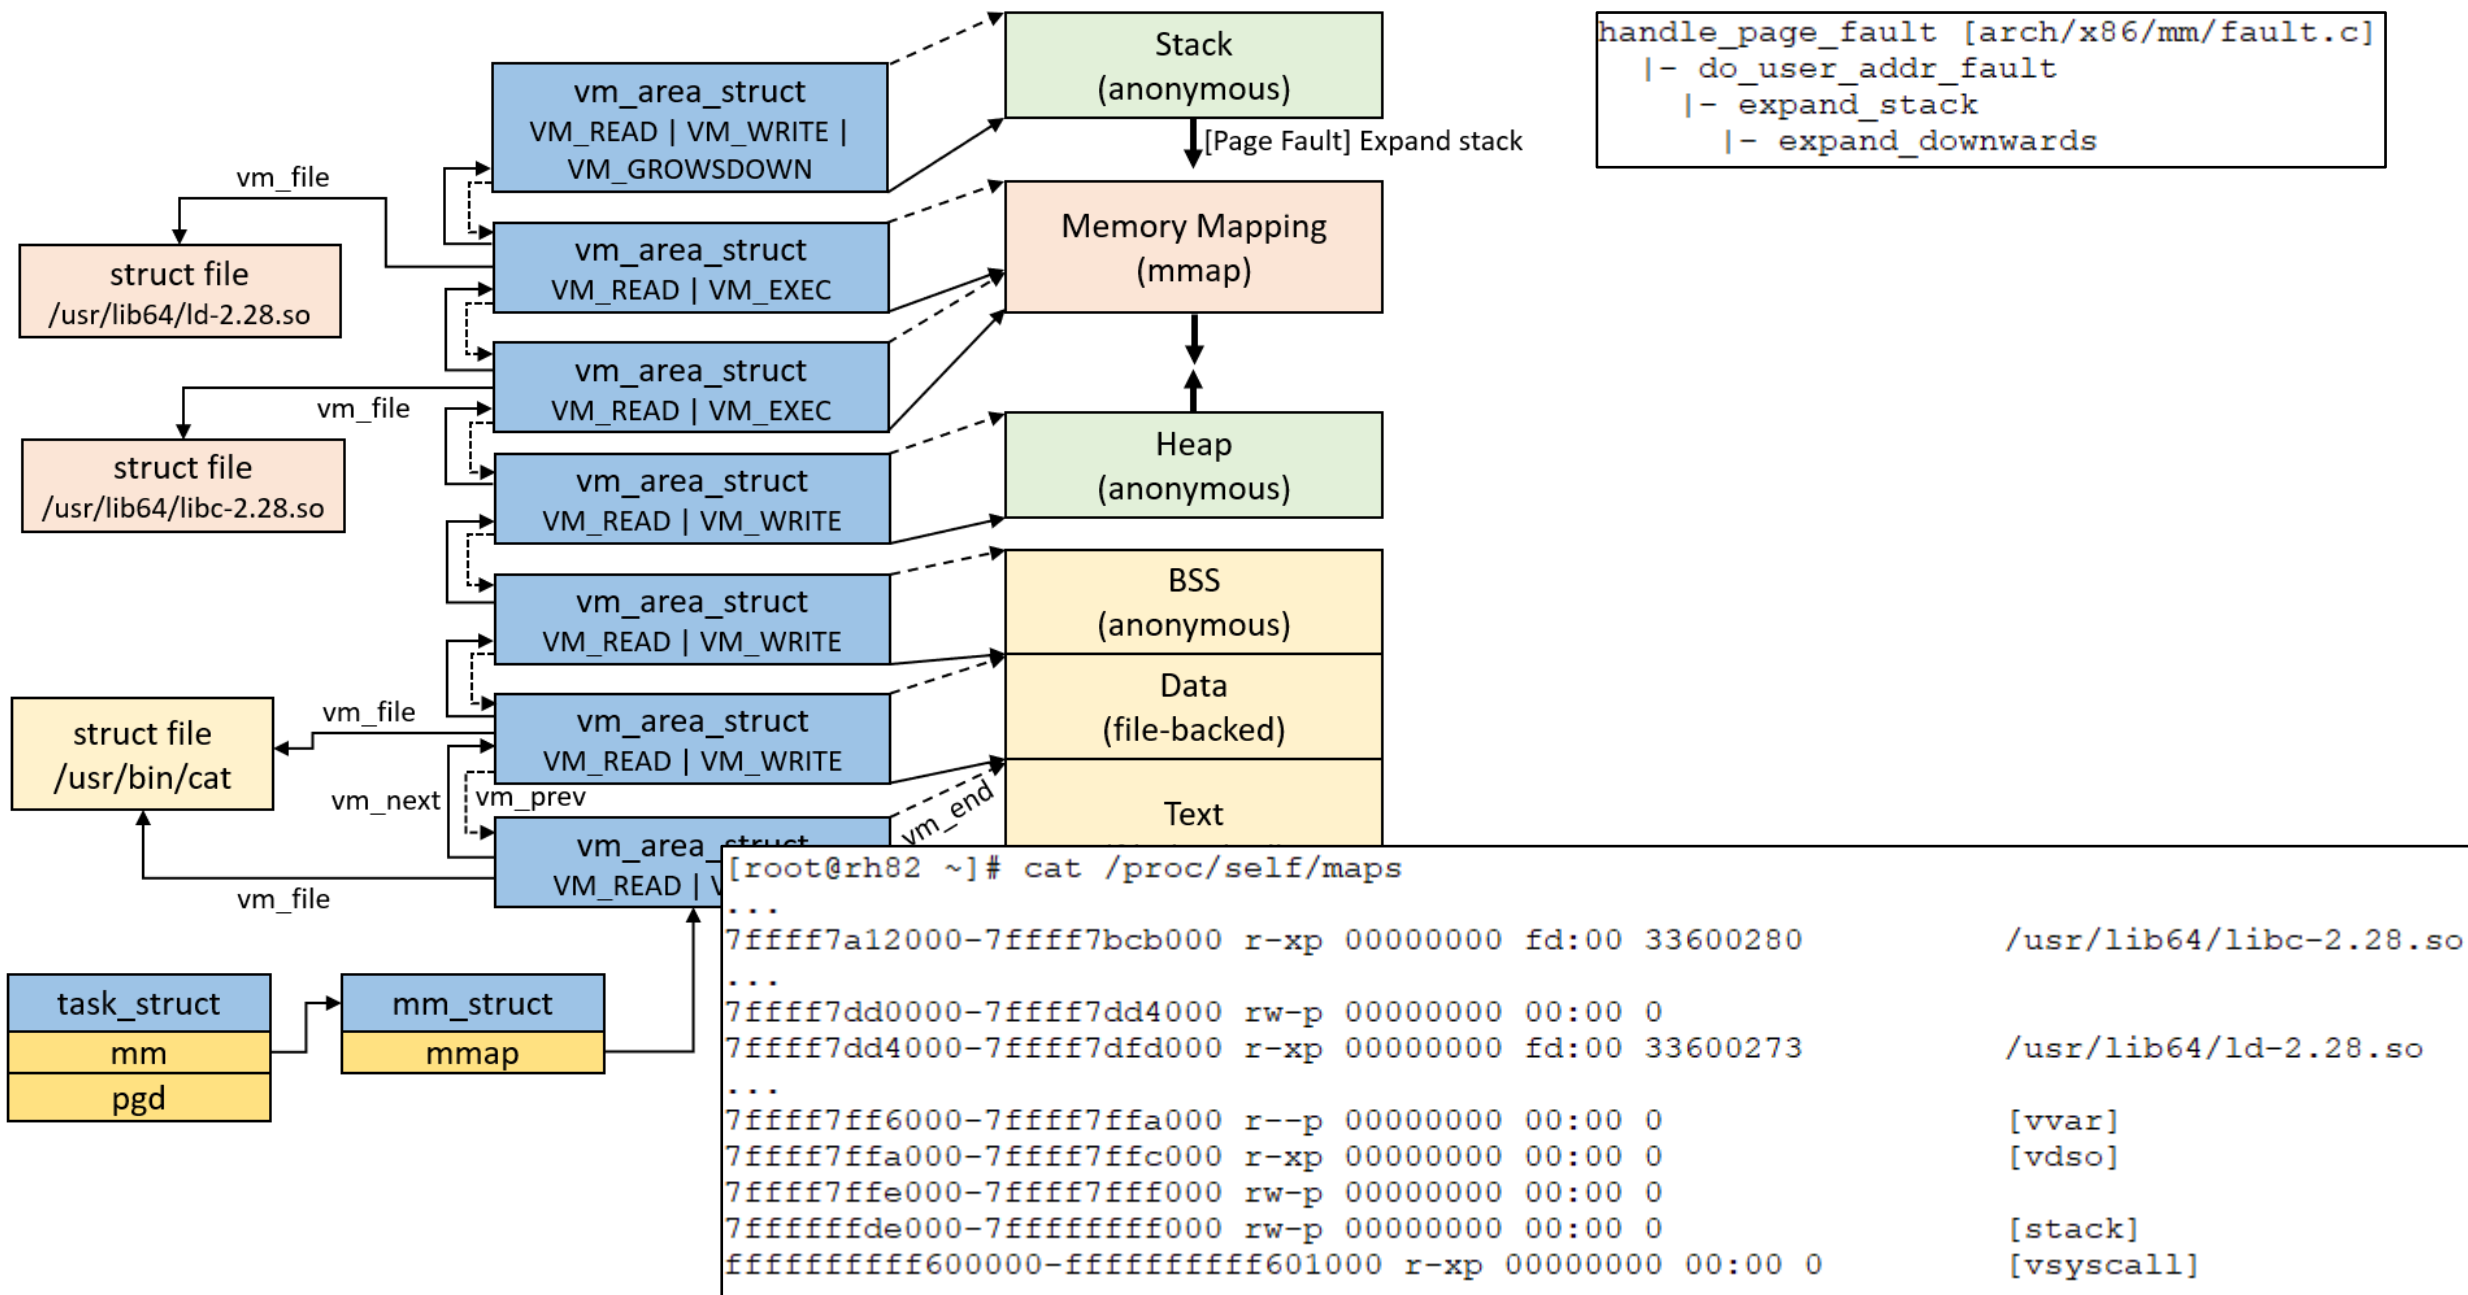 Stack
(anonymous)
[Page Fault] Expand stack
handle_page_fault [arch/x86/mm/fault.c]
|- do_user_addr_fault
|- expand_stack
|- expand_downwards
vm_area_struct
VM_READ | VM_WRITE |
VM_GROWSDOWN
vm_file
struct file
/usr/lib64/ld-2.28.so
vm_area_struct
VM_READ | VM_EXEC
Memory Mapping
(mmap)
vm_area_struct
VM_READ | VM_EXEC
vm_file
struct file
/usr/lib64/libc-2.28.so
vm_area_struct
VM_READ | VM_WRITE
Heap
(anonymous)
vm_area_struct
VM_READ | VM_WRITE
BSS
(anonymous)
vm_file
struct file
/usr/bin/cat
vm_area_struct
VM_READ | VM_WRITE
Data
(file-backed)
vm_next
vm_prev
vm_end
Text
vm_area_struct
VM_READ |
vm_file
task_struct
mm
pgd
mm_struct
mmap
[root@rh82 ~]# cat /proc/self/maps
...
7ffff7a12000-7ffff7bcb000 r-xp 00000000 fd:00 33600280 /usr/lib64/libc-2.28.so
...
7ffff7dd0000-7ffff7dd4000 rw-p 00000000 00:00 0
7ffff7dd4000-7ffff7dfd000 r-xp 00000000 fd:00 33600273 /usr/lib64/ld-2.28.so
...
7ffff7ff6000-7ffff7ffa000 r--p 00000000 00:00 0 [vvar]
7ffff7ffa000-7ffff7ffc000 r-xp 00000000 00:00 0 [vdso]
7ffff7ffe000-7ffff7fff000 rw-p 00000000 00:00 0
7ffffffde000-7ffffffff000 rw-p 00000000 00:00 0 [stack]
ffffffffff600000-ffffffffff601000 r-xp 00000000 00:00 0 [vsyscall]